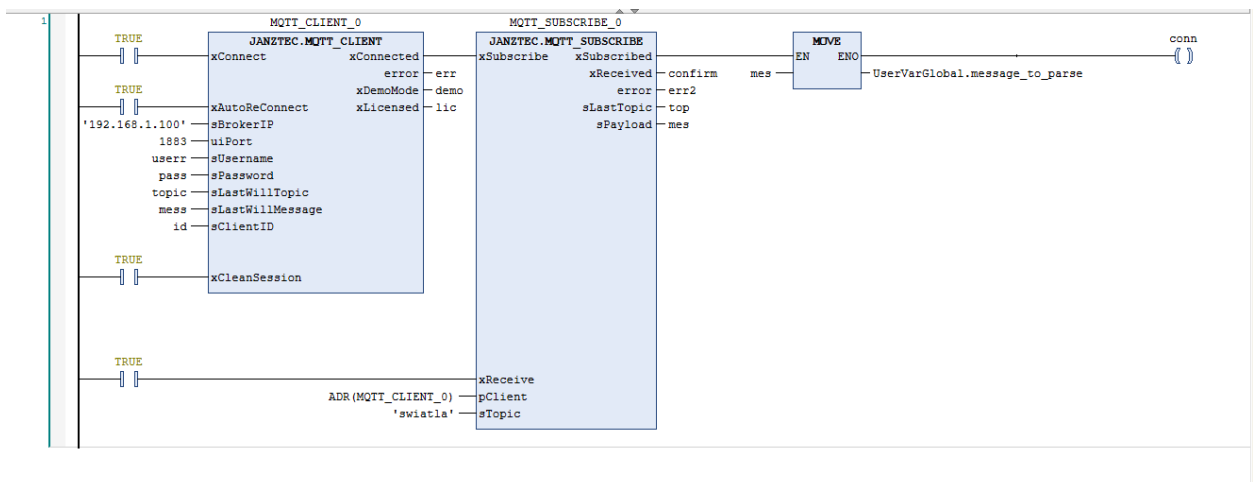 1
MQTT_CLIENT_0 MQTT_SUBSCRIBE_0
TRUE JANZTEC.MQTT_CLIENT JANZTEC.MQTT_SUBSCRIBE MOVE conn
xConnect xConnected xSubscribe xSubscribed EN ENO
error err xReceived confirm mes UserVarGlobal.message_to_parse
TRUE xDemoMode demo error err2
xAutoReConnect xLicensed lic sLastTopic top
'192.168.1.100' sBrokerIP sPayload mes
1883 uiPort
userr sUsername
pass sPassword
topic sLastWillTopic
mess sLastWillMessage
id sClientID
TRUE
xCleanSession
TRUE
xReceive
ADR(MQTT_CLIENT_0) pClient
'swiatla' sTopic